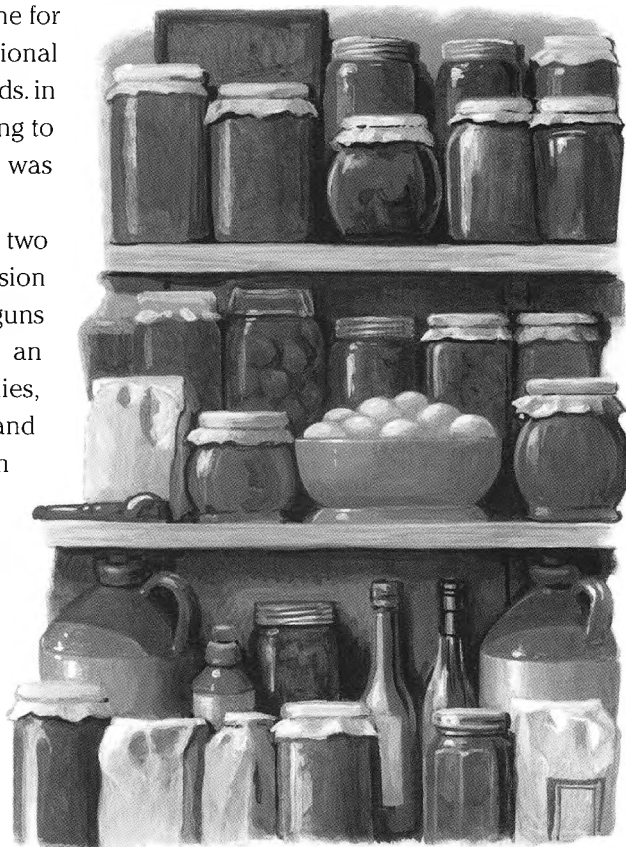 ne for
ional
ds. in
ng to
was
two
sion
guns
an
ies,
and
n